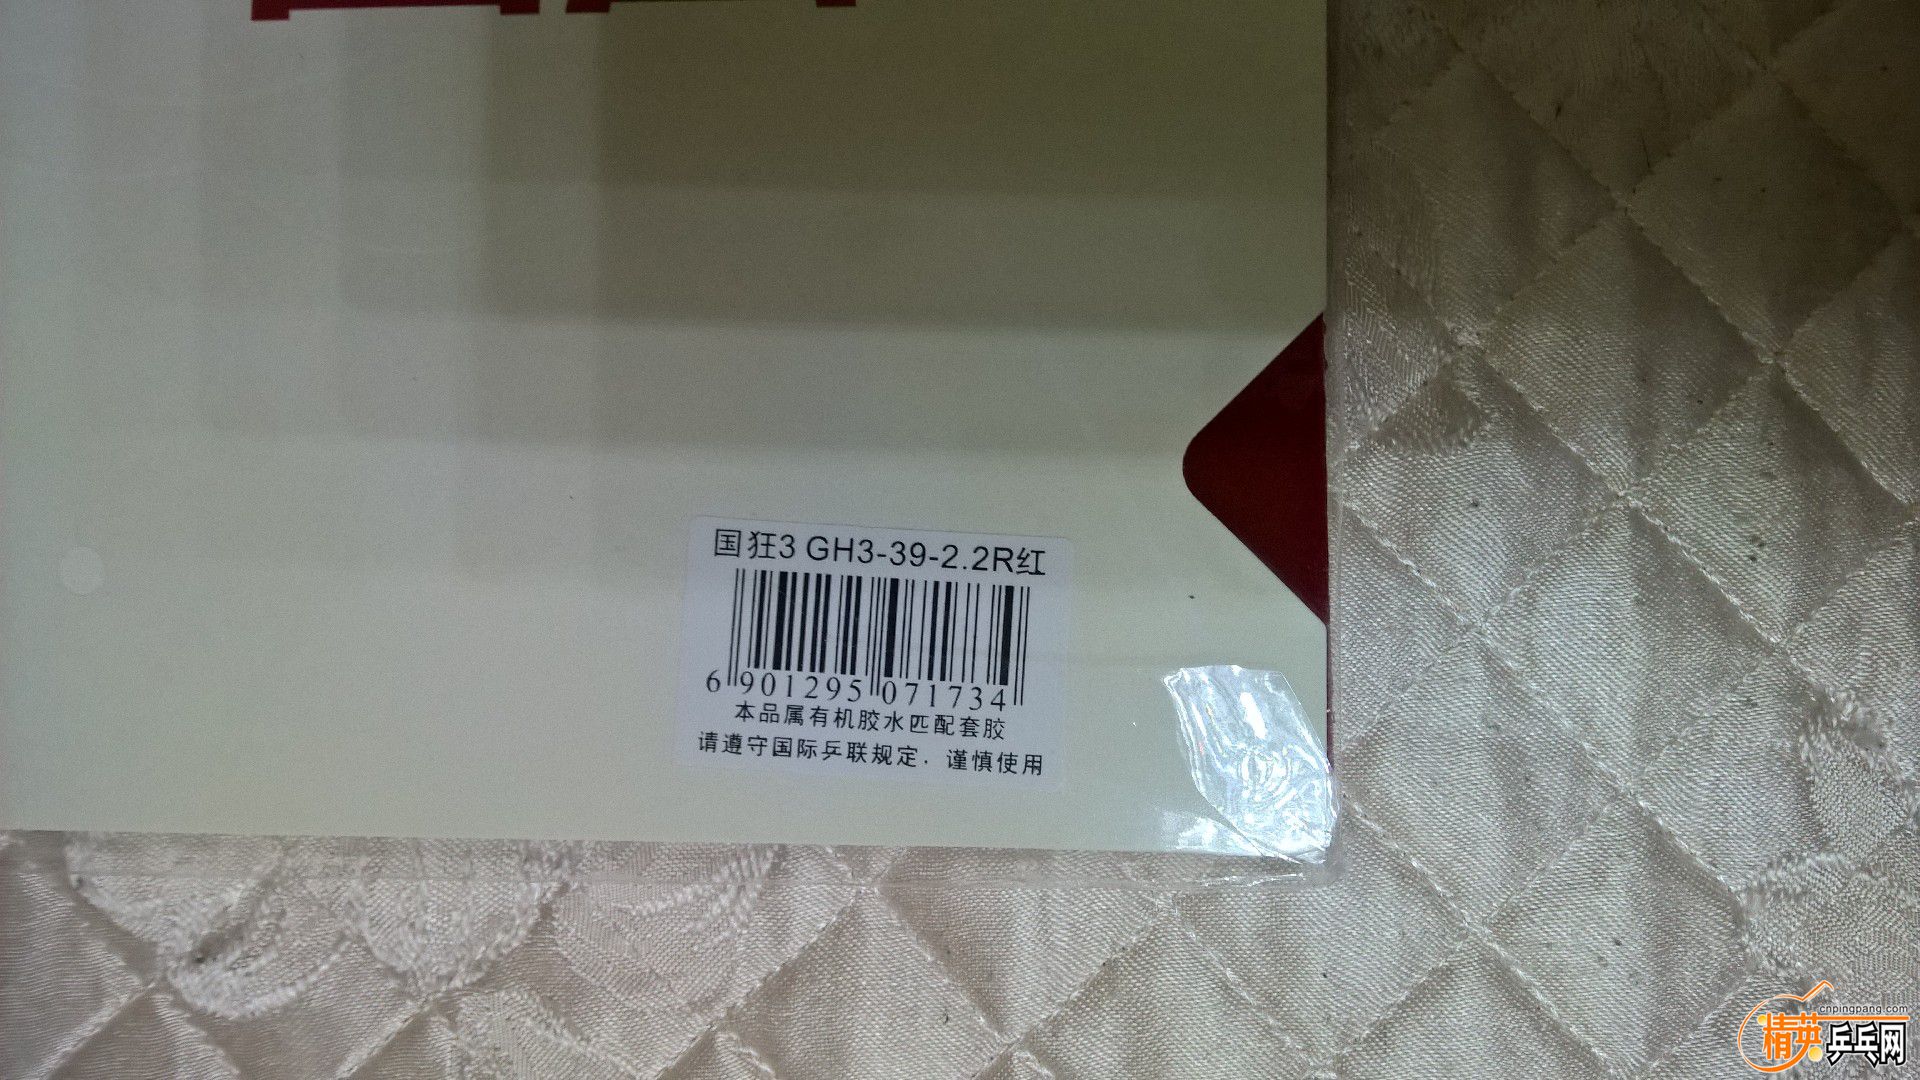 国狂3 GH3-39-2.2R红
6 901295 071734
本品属有机胶水匹配套胶
请遵守国际乒联规定，谨慎使用
cnpingpang.com
精英乒乓网